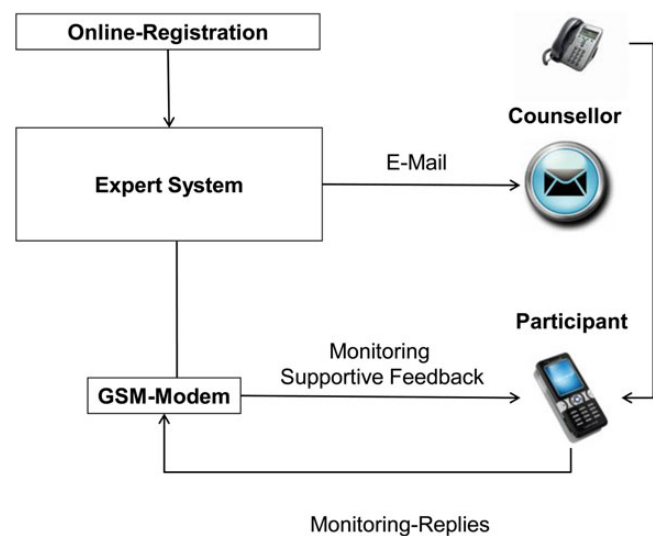 Online-Registration
Counsellor
Expert System
E-Mail
Participant
Monitoring
Supportive Feedback
GSM-Modem
Monitoring-Replies